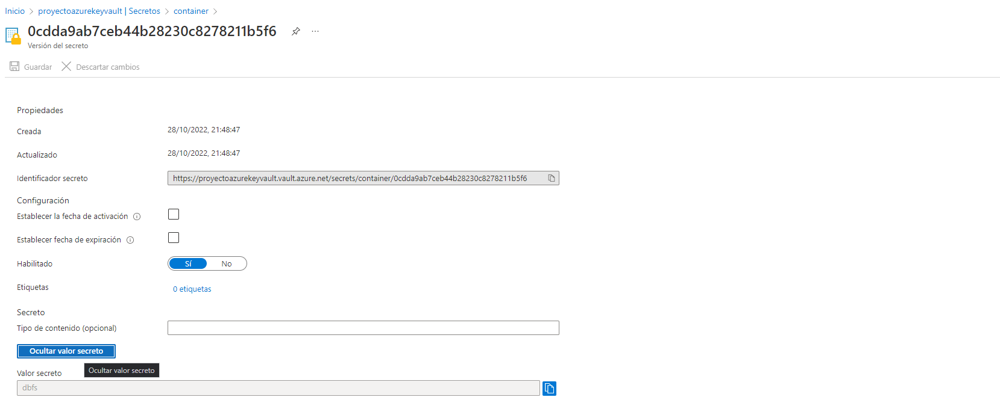 Inicio > proyectoazurekeyvault | Secretos > container >
0cdda9ab7ceb44b28230c8278211b5f6 ...
Versión del secreto
Guardar Descartar cambios
Propiedades
Creada 28/10/2022, 21:48:47
Actualizado 28/10/2022, 21:48:47
Identificador secreto https://proyectoazurekeyvault.vault.azure.net/secrets/container/0cdda9ab7ceb44b28230c8278211b5f6
Configuración
Establecer la fecha de activación
Establecer fecha de expiración
Habilitado Sí No
Etiquetas 0 etiquetas
Secreto
Tipo de contenido (opcional)
Ocultar valor secreto
Ocultar valor secreto
Valor secreto
dbfs